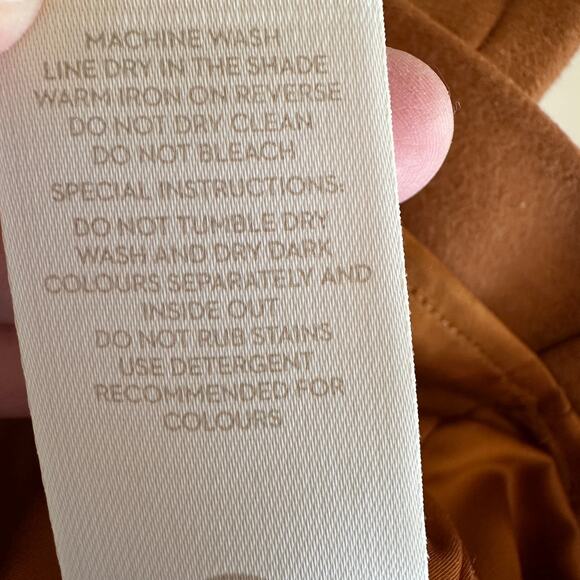 MACHINE WASH
LINE DRY IN THE SHADE
WARM IRON ON REVERSE
DO NOT DRY CLEAN
DO NOT BLEACH
SPECIAL INSTRUCTIONS:
DO NOT TUMBLE DRY
WASH AND DRY DARK
COLOURS SEPARATELY AND
INSIDE OUT
DO NOT RUB STAINS
USE DETERGENT
RECOMMENDED FOR
COLOURS